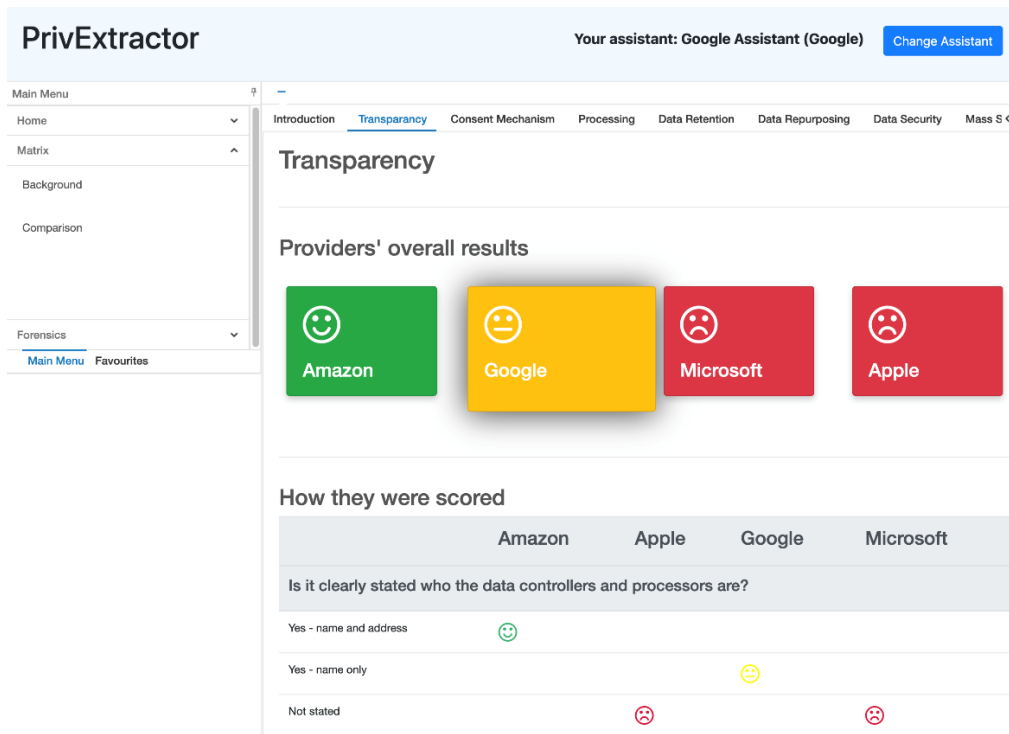 PrivExtractor
Your assistant: Google Assistant (Google)
Change Assistant
Main Menu
Home
Matrix
Background
Comparison
Forensics
Main Menu Favourites
Introduction Transparancy Consent Mechanism Processing Data Retention Data Repurposing Data Security Mass S
Transparency
Providers' overall results
Amazon Google Microsoft Apple
How they were scored
Amazon Apple Google Microsoft
Is it clearly stated who the data controllers and processors are?
Yes - name and address
Yes - name only
Not stated